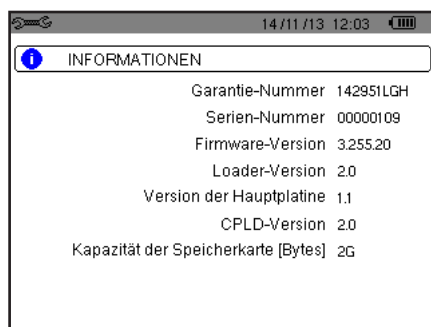 14/11/13 12:03
INFORMATIONEN
Garantie-Nummer 142951LGH
Serien-Nummer 00000109
Firmware-Version 3.255.20
Loader-Version 2.0
Version der Hauptplatine 1.1
CPLD-Version 2.0
Kapazität der Speicherkarte [Bytes] 2G